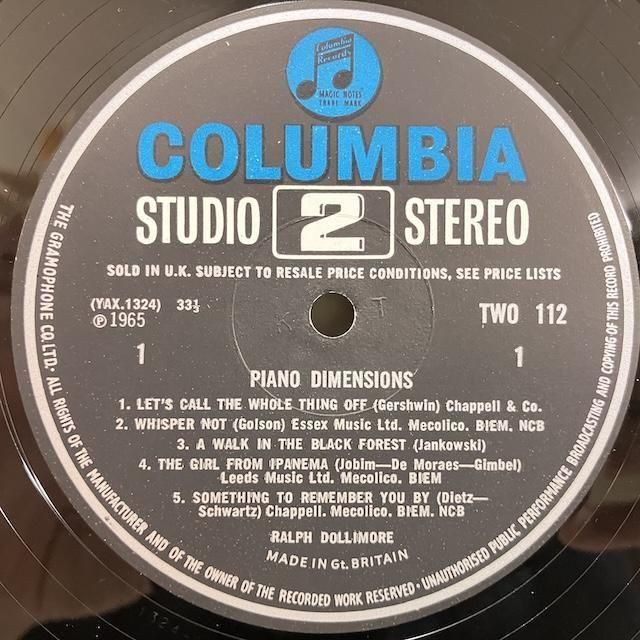 Columbia
Records
MAGIC NOTES
TRADE MARK
COLUMBIA
STUDIO 2 STEREO
SOLD IN U.K. SUBJECT TO RESALE PRICE CONDITIONS, SEE PRICE LISTS
(YAX.1324) 33⅓
℗ 1965
TWO 112
1
1
PIANO DIMENSIONS
1. LET'S CALL THE WHOLE THING OFF (Gershwin) Chappell & Co.
2. WHISPER NOT (Golson) Essex Music Ltd. Mecolico. BIEM. NCB
3. A WALK IN THE BLACK FOREST (Jankowski)
4. THE GIRL FROM IPANEMA (Jobim—De Moraes—Gimbel)
Leeds Music Ltd. Mecolico. BIEM
5. SOMETHING TO REMEMBER YOU BY (Dietz—
Schwartz) Chappell. Mecolico. BIEM. NCB
RALPH DOLLIMORE
MADE IN Gt. BRITAIN
THE GRAMOPHONE CO. LTD. ALL RIGHTS OF THE MANUFACTURER AND OF THE OWNER OF THE RECORDED WORK RESERVED · UNAUTHORISED PUBLIC PERFORMANCE BROADCASTING AND COPYING OF THIS RECORD PROHIBITED
K T